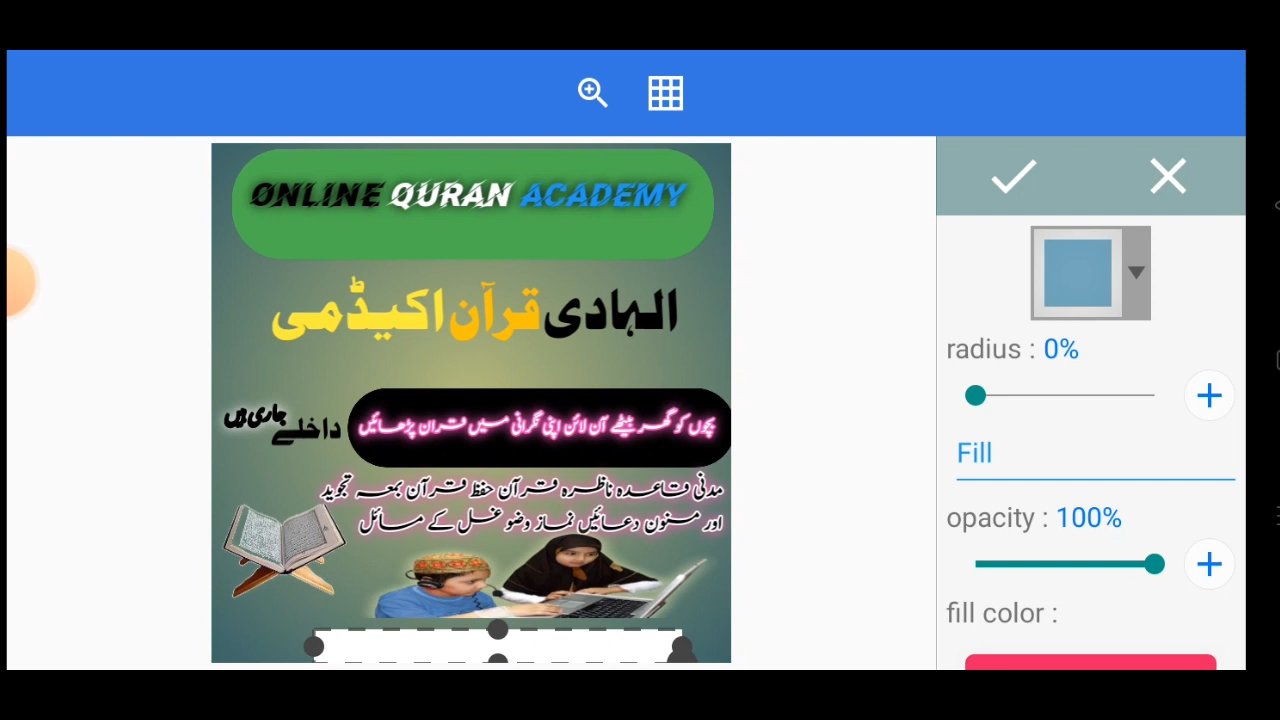 ONLINE QURAN ACADEMY
الہادی قرآن اکیڈمی
داخلے جاری ہیں
بچوں کو گھر بیٹھے آن لائن اپنی نگرانی میں قران پڑھائیں
مدنی قاعدہ ناظرہ قرآن حفظ قرآن بمعہ تجوید
اور مسنون دعائیں نماز وضو غسل کے مسائل
radius : 0%
Fill
opacity : 100%
fill color :